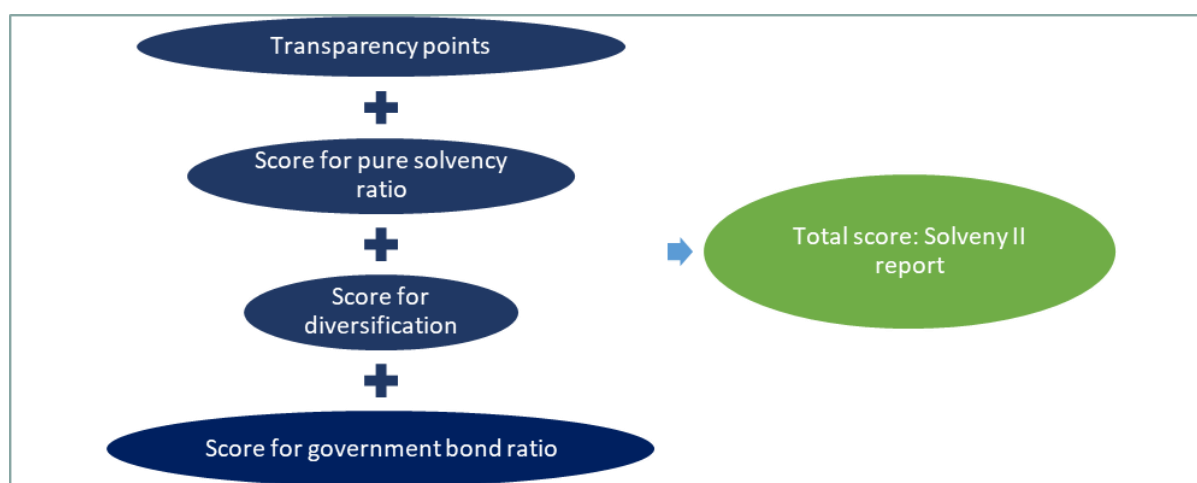 Transparency points
Score for pure solvency
ratio
Score for
diversification
Score for government bond ratio
Total score: Solveny II
report